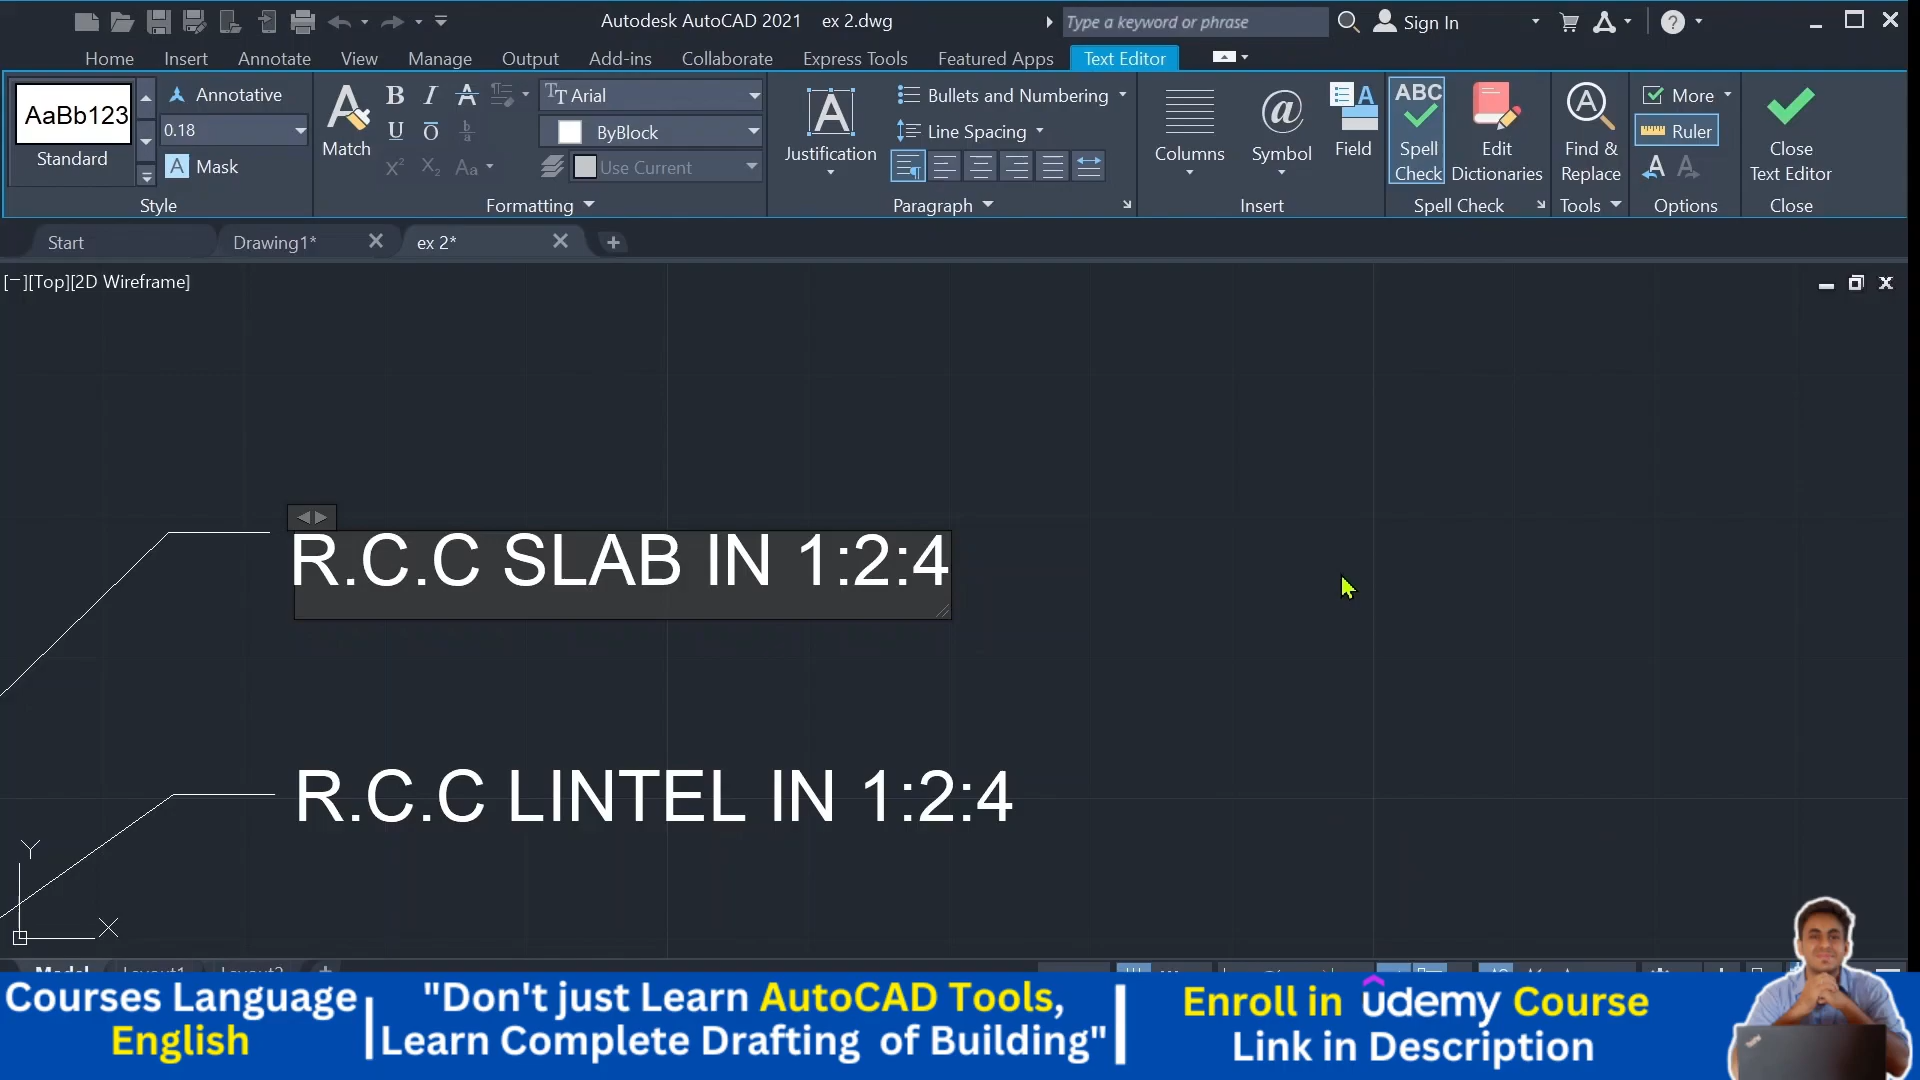 Autodesk AutoCAD 2021 ex 2.dwg
Type a keyword or phrase
Sign In
Home Insert Annotate View Manage Output Add-ins Collaborate Express Tools Featured Apps Text Editor
AaBb123
Standard
Annotative
0.18
Mask
Style
Match
Arial
ByBlock
Use Current
Formatting
Justification
Bullets and Numbering
Line Spacing
Paragraph
Columns
Symbol
Field
Insert
ABC
Spell
Check
Edit
Dictionaries
Spell Check
Find &
Replace
Tools
More
Ruler
Options
Close
Text Editor
Close
Start Drawing1* ex 2*
[−][Top][2D Wireframe]
R.C.C SLAB IN 1:2:4
R.C.C LINTEL IN 1:2:4
Y
X
Model Layout1 Layout2
Courses Language
English
"Don't just Learn AutoCAD Tools,
Learn Complete Drafting of Building"
Enroll in udemy Course
Link in Description